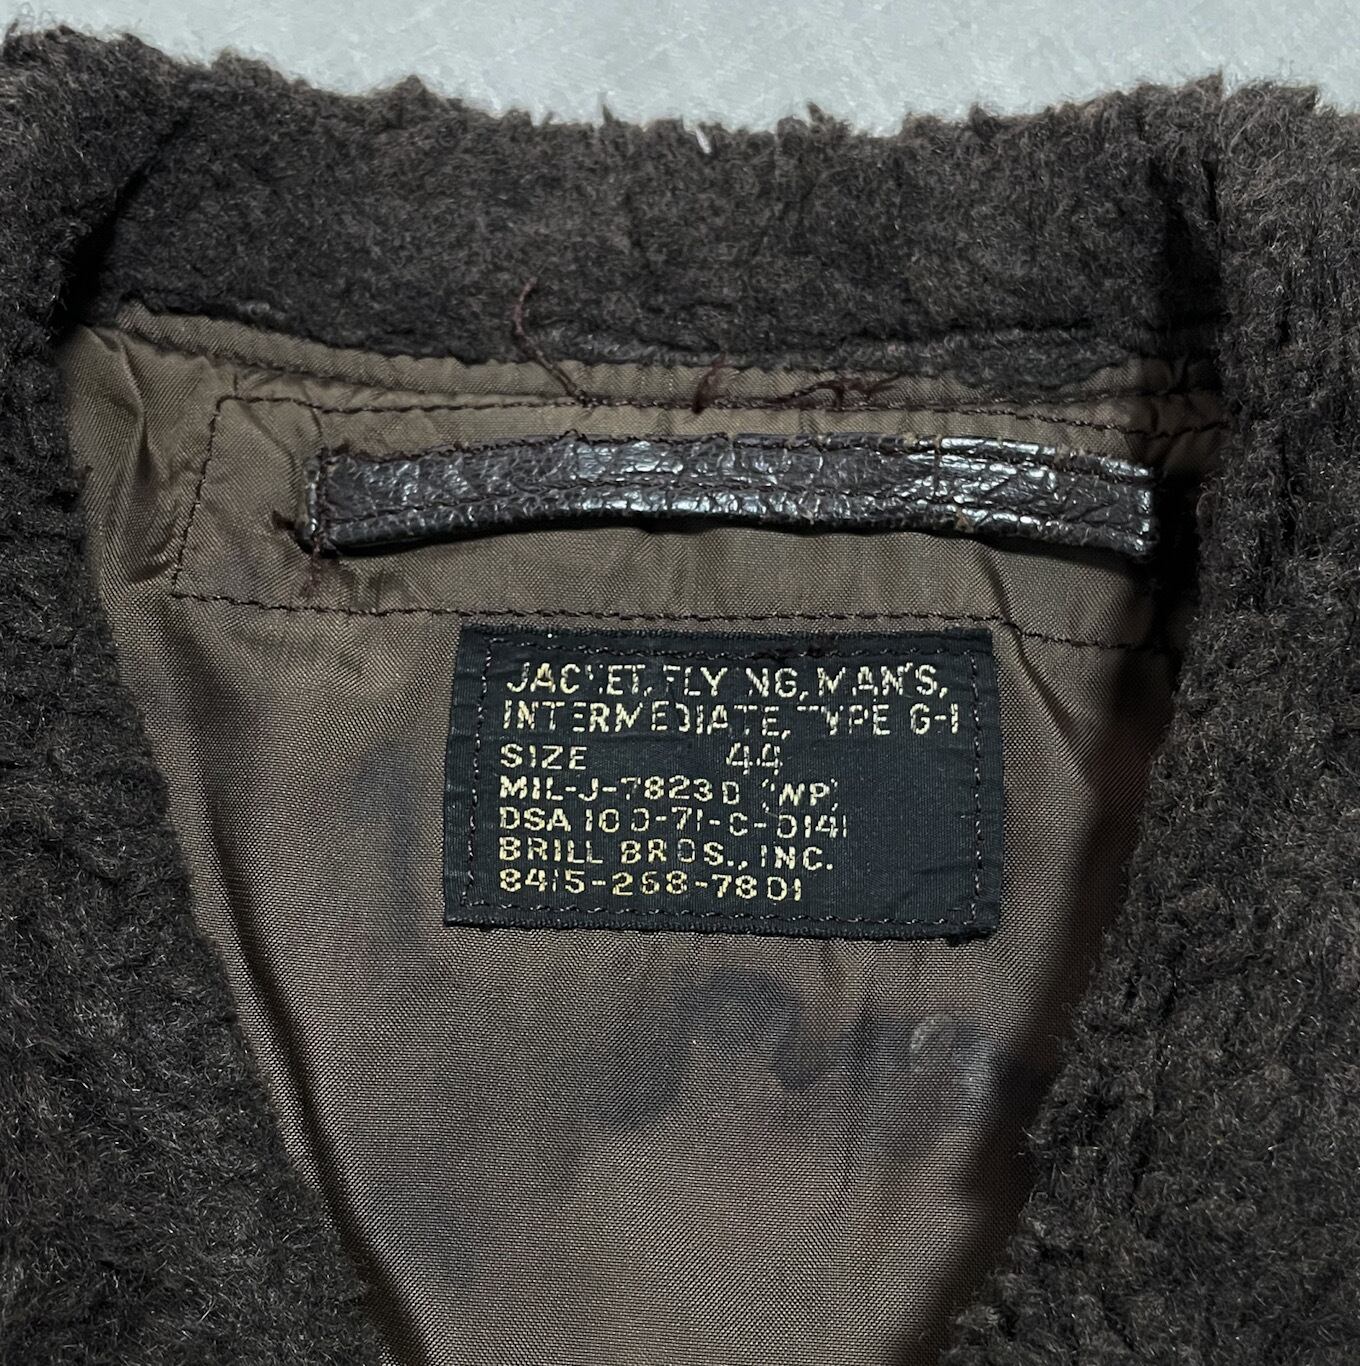 JACKET, FLYING, MAN'S,
INTERMEDIATE, TYPE G-1
SIZE 44
MIL-J-7823D (WP)
DSA 100-71-C-0141
BRILL BROS., INC.
8415-268-7801